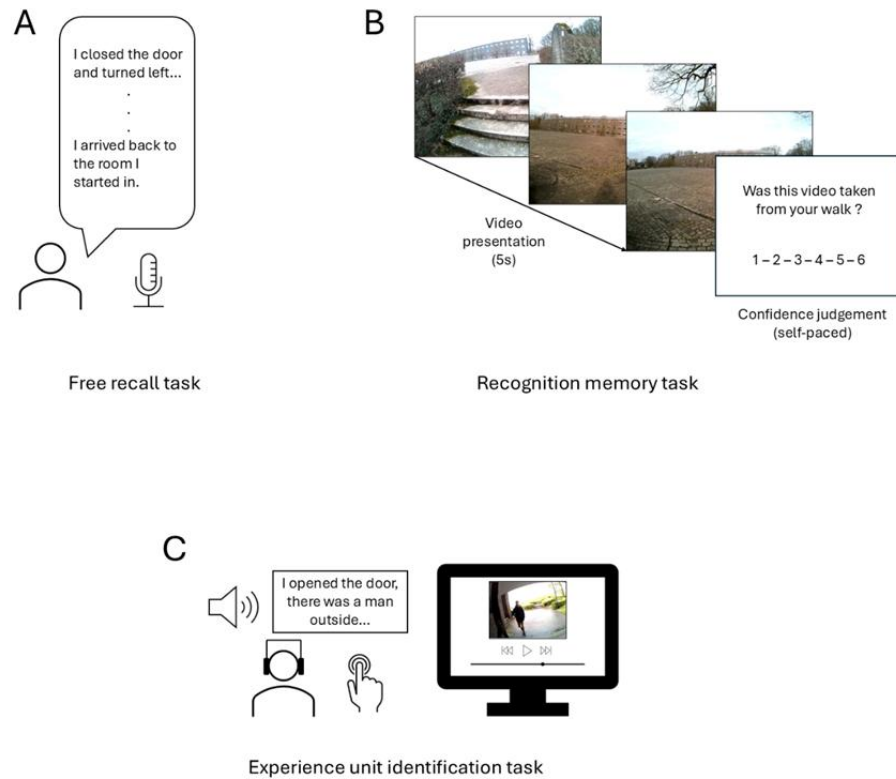 A
I closed the door
and turned left...
.
.
.
I arrived back to
the room I
started in.
Free recall task
B
Video
presentation
(5s)
Was this video taken
from your walk ?
1 – 2 – 3 – 4 – 5 – 6
Confidence judgement
(self-paced)
Recognition memory task
C
I opened the door,
there was a man
outside...
Experience unit identification task